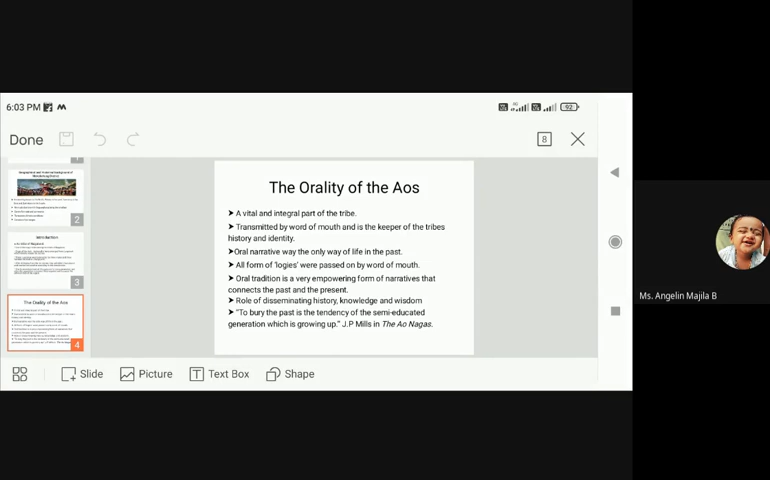 6:03 PM
92
Done
8
2
3
The Orality of the Aos
4
The Orality of the Aos
➤ A vital and integral part of the tribe.
➤ Transmitted by word of mouth and is the keeper of the tribes
history and identity.
➤Oral narrative way the only way of life in the past.
➤ All form of 'logies' were passed on by word of mouth.
➤ Oral tradition is a very empowering form of narratives that
connects the past and the present.
➤ Role of disseminating history, knowledge and wisdom
➤ "To bury the past is the tendency of the semi-educated
generation which is growing up." J.P Mills in The Ao Nagas.
Slide
Picture
Text Box
Shape
Ms. Angelin Majila B